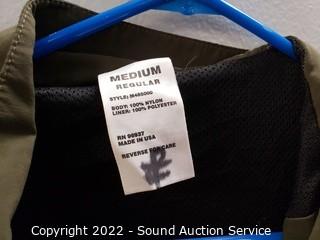 MEDIUM
REGULAR
STYLE: M485000
BODY: 100% NYLON
LINER: 100% POLYESTER
RN 90937
MADE IN USA
REVERSE FOR CARE
Copyright 2022 - Sound Auction Service